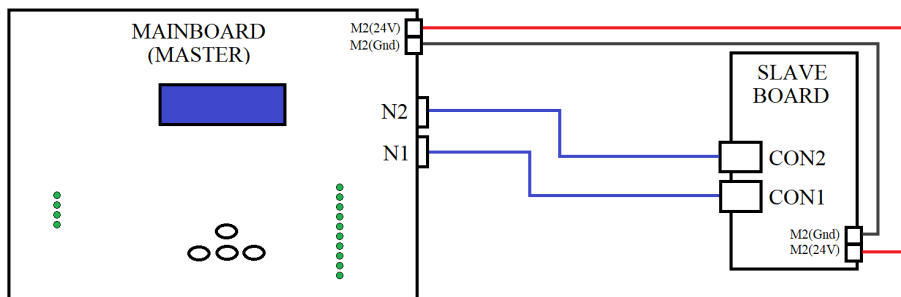 MAINBOARD
(MASTER)
M2(24V)
M2(Gnd)
N2
N1
SLAVE
BOARD
CON2
CON1
M2(Gnd)
M2(24V)